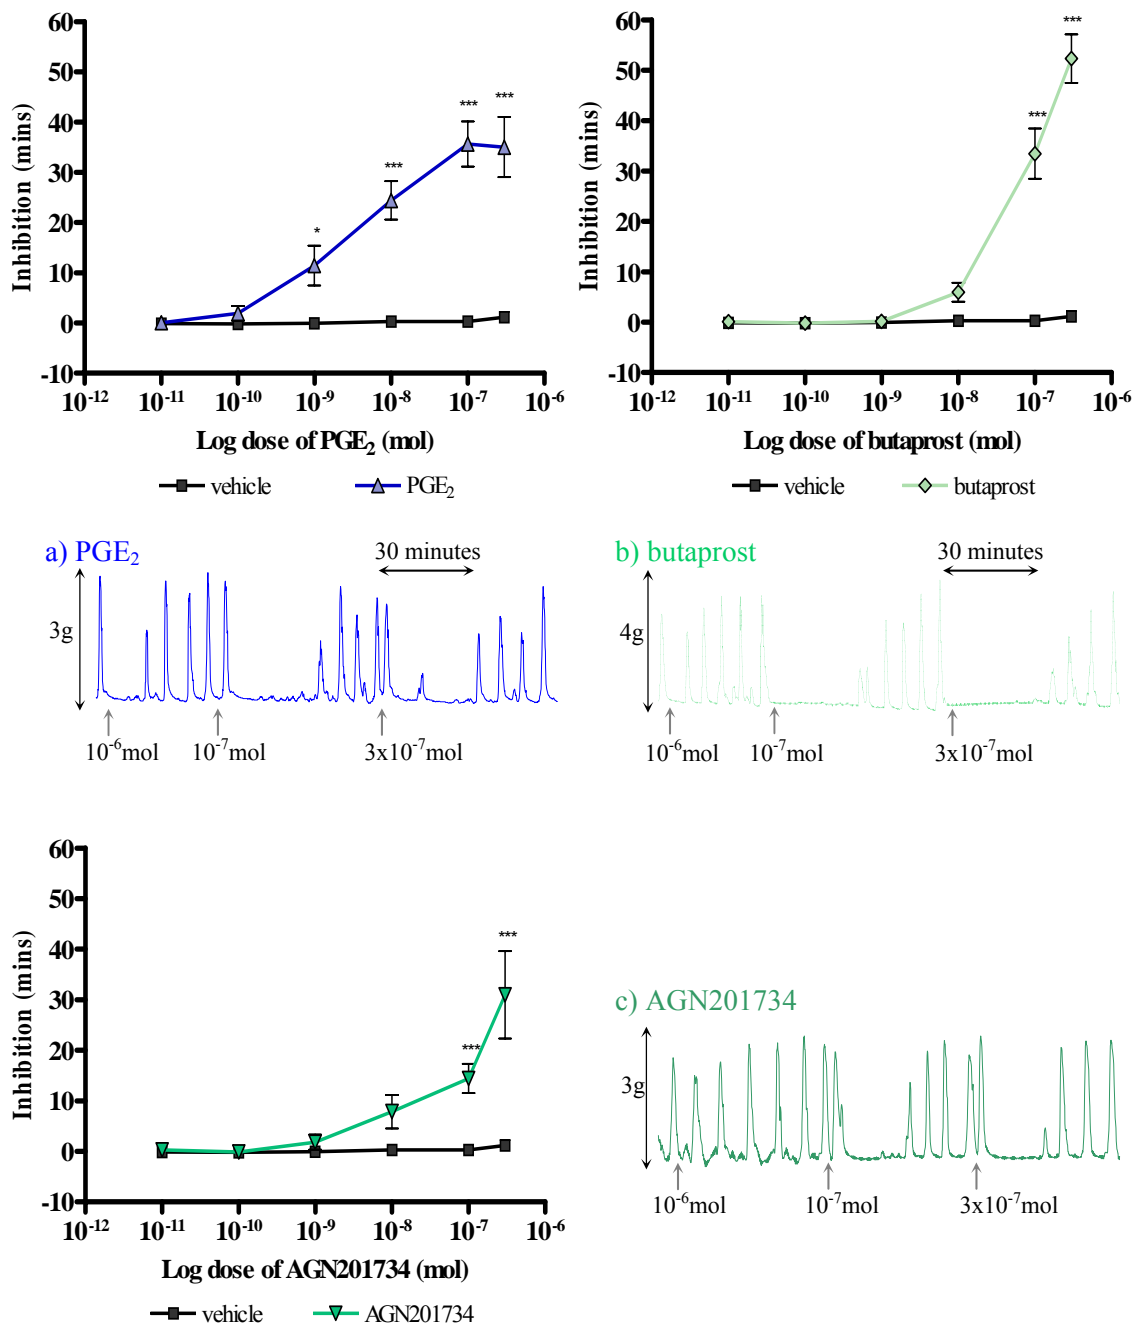 60
50
40
30
20
10
0
-10
Inhibition (mins)
*
***
***
***
10⁻¹² 10⁻¹¹ 10⁻¹⁰ 10⁻⁹ 10⁻⁸ 10⁻⁷ 10⁻⁶
Log dose of PGE₂ (mol)
vehicle PGE₂
60
50
40
30
20
10
0
-10
Inhibition (mins)
***
***
10⁻¹² 10⁻¹¹ 10⁻¹⁰ 10⁻⁹ 10⁻⁸ 10⁻⁷ 10⁻⁶
Log dose of butaprost (mol)
vehicle butaprost
a) PGE₂
30 minutes
3g
10⁻⁶mol 10⁻⁷mol 3x10⁻⁷mol
b) butaprost
30 minutes
4g
10⁻⁶mol 10⁻⁷mol 3x10⁻⁷mol
60
50
40
30
20
10
0
-10
Inhibition (mins)
***
***
10⁻¹² 10⁻¹¹ 10⁻¹⁰ 10⁻⁹ 10⁻⁸ 10⁻⁷ 10⁻⁶
Log dose of AGN201734 (mol)
vehicle AGN201734
c) AGN201734
3g
10⁻⁶mol 10⁻⁷mol 3x10⁻⁷mol